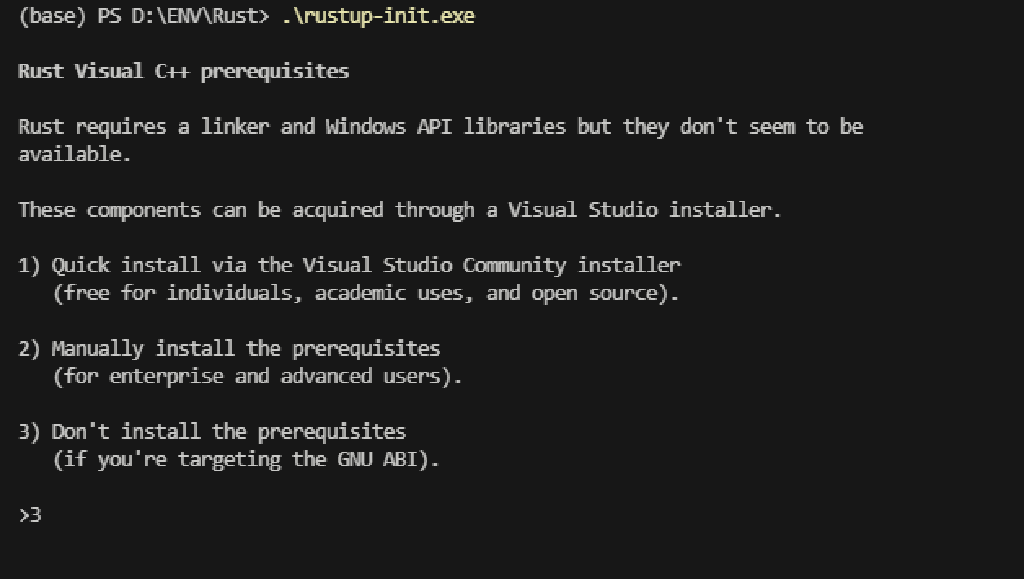 (base) PS D:\ENV\Rust> .\rustup-init.exe
Rust Visual C++ prerequisites
Rust requires a linker and Windows API libraries but they don't seem to be
available.
These components can be acquired through a Visual Studio installer.
1) Quick install via the Visual Studio Community installer
(free for individuals, academic uses, and open source).
2) Manually install the prerequisites
(for enterprise and advanced users).
3) Don't install the prerequisites
(if you're targeting the GNU ABI).
>3